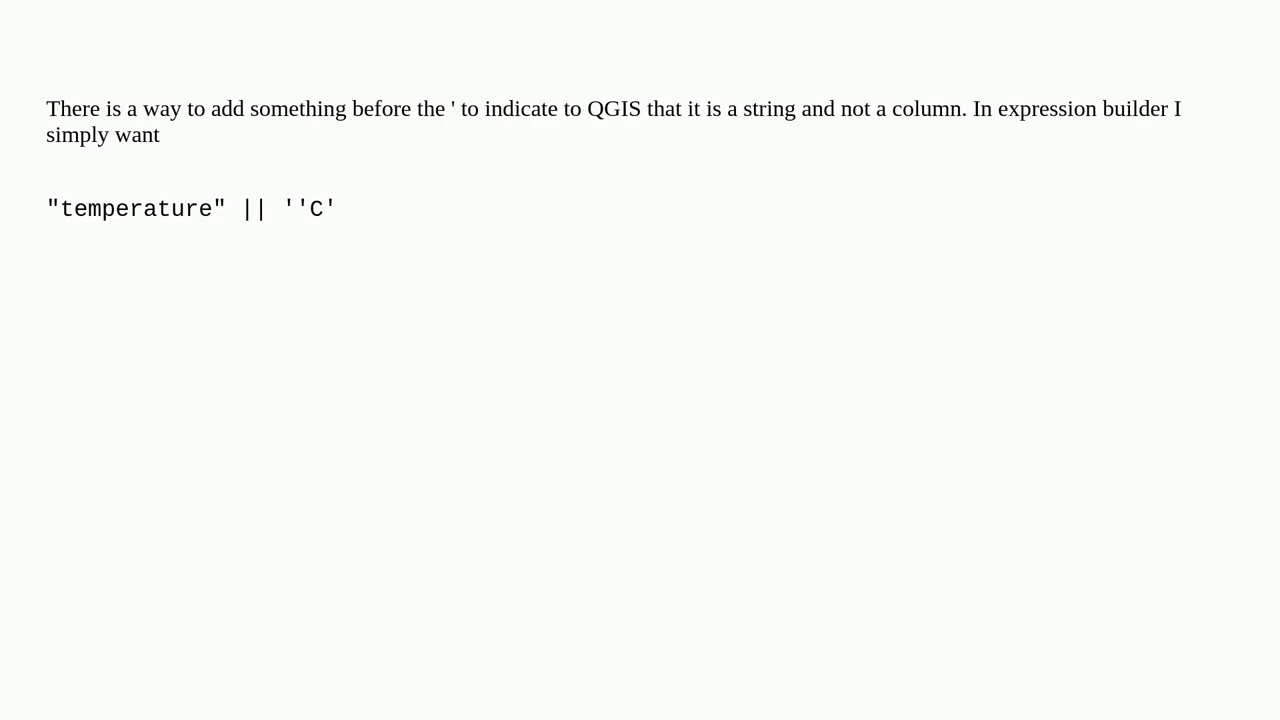 There is a way to add something before the ' to indicate to QGIS that it is a string and not a column. In expression builder I
simply want
"temperature" || ''C'